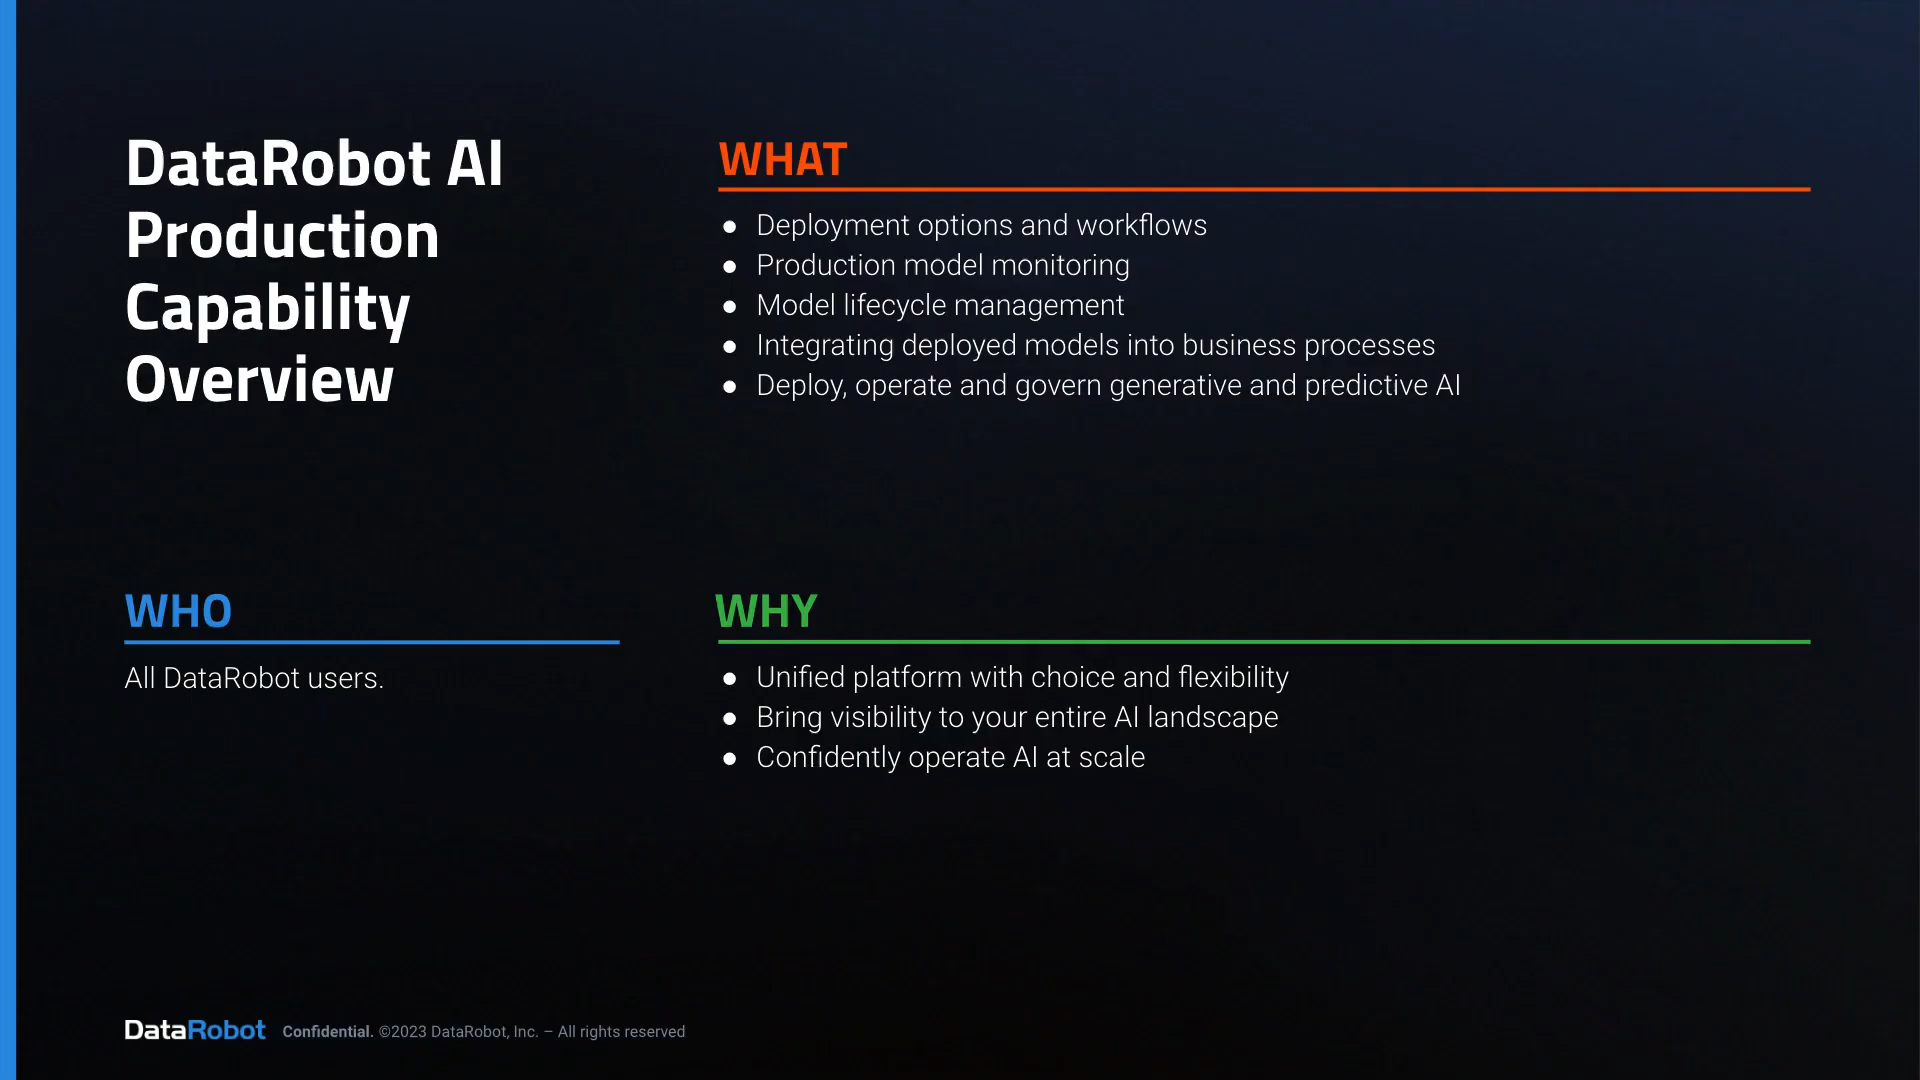 DataRobot AI
Production
Capability
Overview
WHAT
● Deployment options and workflows
● Production model monitoring
● Model lifecycle management
● Integrating deployed models into business processes
● Deploy, operate and govern generative and predictive AI
WHO
All DataRobot users.
WHY
● Unified platform with choice and flexibility
● Bring visibility to your entire AI landscape
● Confidently operate AI at scale
DataRobot Confidential. ©2023 DataRobot, Inc. – All rights reserved